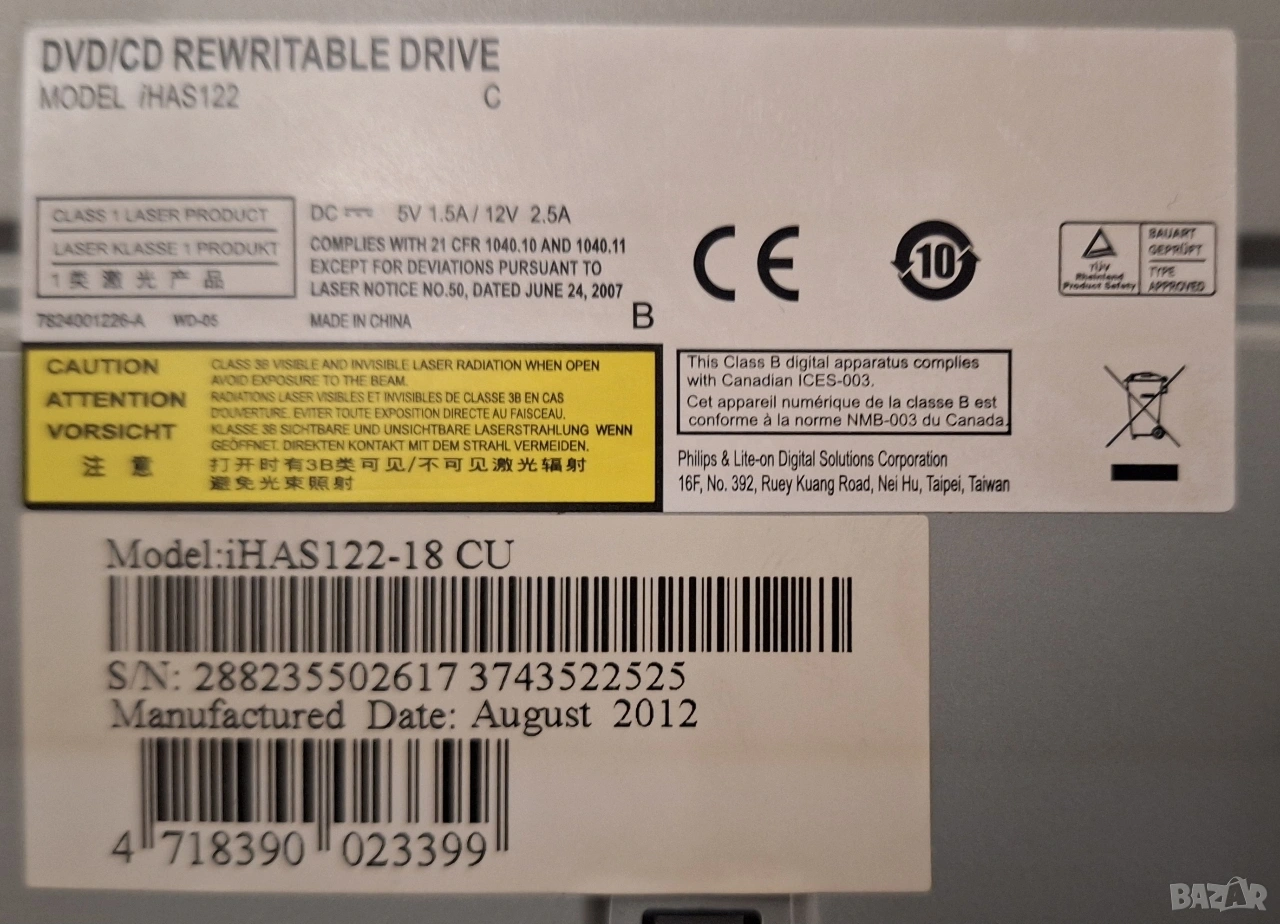 DVD/CD REWRITABLE DRIVE
MODEL iHAS122 C
CLASS 1 LASER PRODUCT
LASER KLASSE 1 PRODUKT
1类激光产品
7824001226-A WD-05
DC 5V 1.5A / 12V 2.5A
COMPLIES WITH 21 CFR 1040.10 AND 1040.11
EXCEPT FOR DEVIATIONS PURSUANT TO
LASER NOTICE NO.50, DATED JUNE 24, 2007
MADE IN CHINA
B
CE
10
TÜV
Rheinland
Product Safety
BAUART
GEPRÜFT
TYPE
APPROVED
CAUTION
CLASS 3B VISIBLE AND INVISIBLE LASER RADIATION WHEN OPEN
AVOID EXPOSURE TO THE BEAM.
ATTENTION
RADIATIONS LASER VISIBLES ET INVISIBLES DE CLASSE 3B EN CAS
D'OUVERTURE. EVITER TOUTE EXPOSITION DIRECTE AU FAISCEAU.
VORSICHT
KLASSE 3B SICHTBARE UND UNSICHTBARE LASERSTRAHLUNG WENN
GEÖFFNET. DIREKTEN KONTAKT MIT DEM STRAHL VERMEIDEN.
注意
打开时有3B类可见/不可见激光辐射
避免光束照射
This Class B digital apparatus complies
with Canadian ICES-003.
Cet appareil numérique de la classe B est
conforme à la norme NMB-003 du Canada.
Philips & Lite-on Digital Solutions Corporation
16F, No. 392, Ruey Kuang Road, Nei Hu, Taipei, Taiwan
Model:iHAS122-18 CU
S/N: 288235502617 3743522525
Manufactured Date: August 2012
4 718390 023399
BAZAR